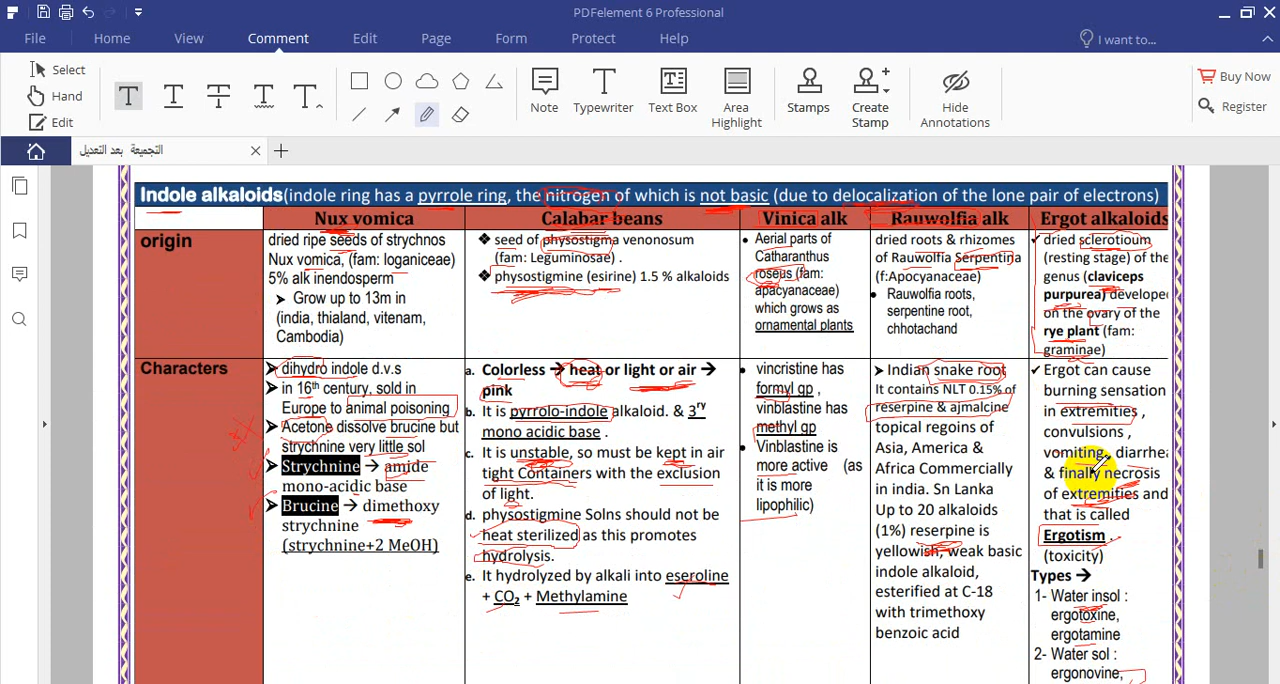 PDFelement 6 Professional
File Home View Comment Edit Page Form Protect Help I want to...
Select
Hand
Edit
Note
Typewriter
Text Box
Area
Highlight
Stamps
Create
Stamp
Hide
Annotations
Buy Now
Register
التجميعة بعد التعديل
Indole alkaloids(indole ring has a pyrrole ring, the nitrogen of which is not basic (due to delocalization of the lone pair of electrons)
Nux vomica
Calabar beans
Vinica alk
Rauwolfia alk
Ergot alkaloids
origin
dried ripe seeds of strychnos
Nux vomica, (fam: loganiceae)
5% alk inendosperm
➤ Grow up to 13m in
(india, thialand, vitenam,
Cambodia)
❖ seed of physostigma venonosum
(fam: Leguminosae) .
❖ physostigmine (esirine) 1.5 % alkaloids
• Aerial parts of
Catharanthus
roseus (fam:
apacyanaceae)
which grows as
ornamental plants
dried roots & rhizomes
of Rauwolfia Serpentina
(f:Apocyanaceae)
• Rauwolfia roots,
serpentine root,
chhotachand
✓ dried sclerotioum
(resting stage) of the
genus (claviceps
purpurea) develope
on the ovary of the
rye plant (fam:
graminae)
Characters
➤ dihydro indole d.v.s
➤ in 16th century, sold in
Europe to animal poisoning
➤ Acetone dissolve brucine but
strychnine very little sol
➤ Strychnine → amide
mono-acidic base
➤ Brucine → dimethoxy
strychnine
(strychnine+2 MeOH)
a. Colorless → heat or light or air →
pink
b. It is pyrrolo-indole alkaloid. & 3ry
mono acidic base .
c. It is unstable, so must be kept in air
tight Containers with the exclusion
of light.
d. physostigmine Solns should not be
heat sterilized as this promotes
hydrolysis.
e. It hydrolyzed by alkali into eseroline
+ CO2 + Methylamine
• vincristine has
formyl gp ,
vinblastine has
methyl gp
• Vinblastine is
more active (as
it is more
lipophilic)
➤ Indian snake root
It contains NLT 0.15% of
reserpine & ajmalcine
topical regoins of
Asia, America &
Africa Commercially
in india. Sn Lanka
Up to 20 alkaloids
(1%) reserpine is
yellowish, weak basic
indole alkaloid,
esterified at C-18
with trimethoxy
benzoic acid
✓ Ergot can cause
burning sensation
in extremities ,
convulsions ,
vomiting, diarrhea
& finally necrosis
of extremities and
that is called
Ergotism .
(toxicity)
Types →
1- Water insol :
ergotoxine,
ergotamine
2- Water sol :
ergonovine,